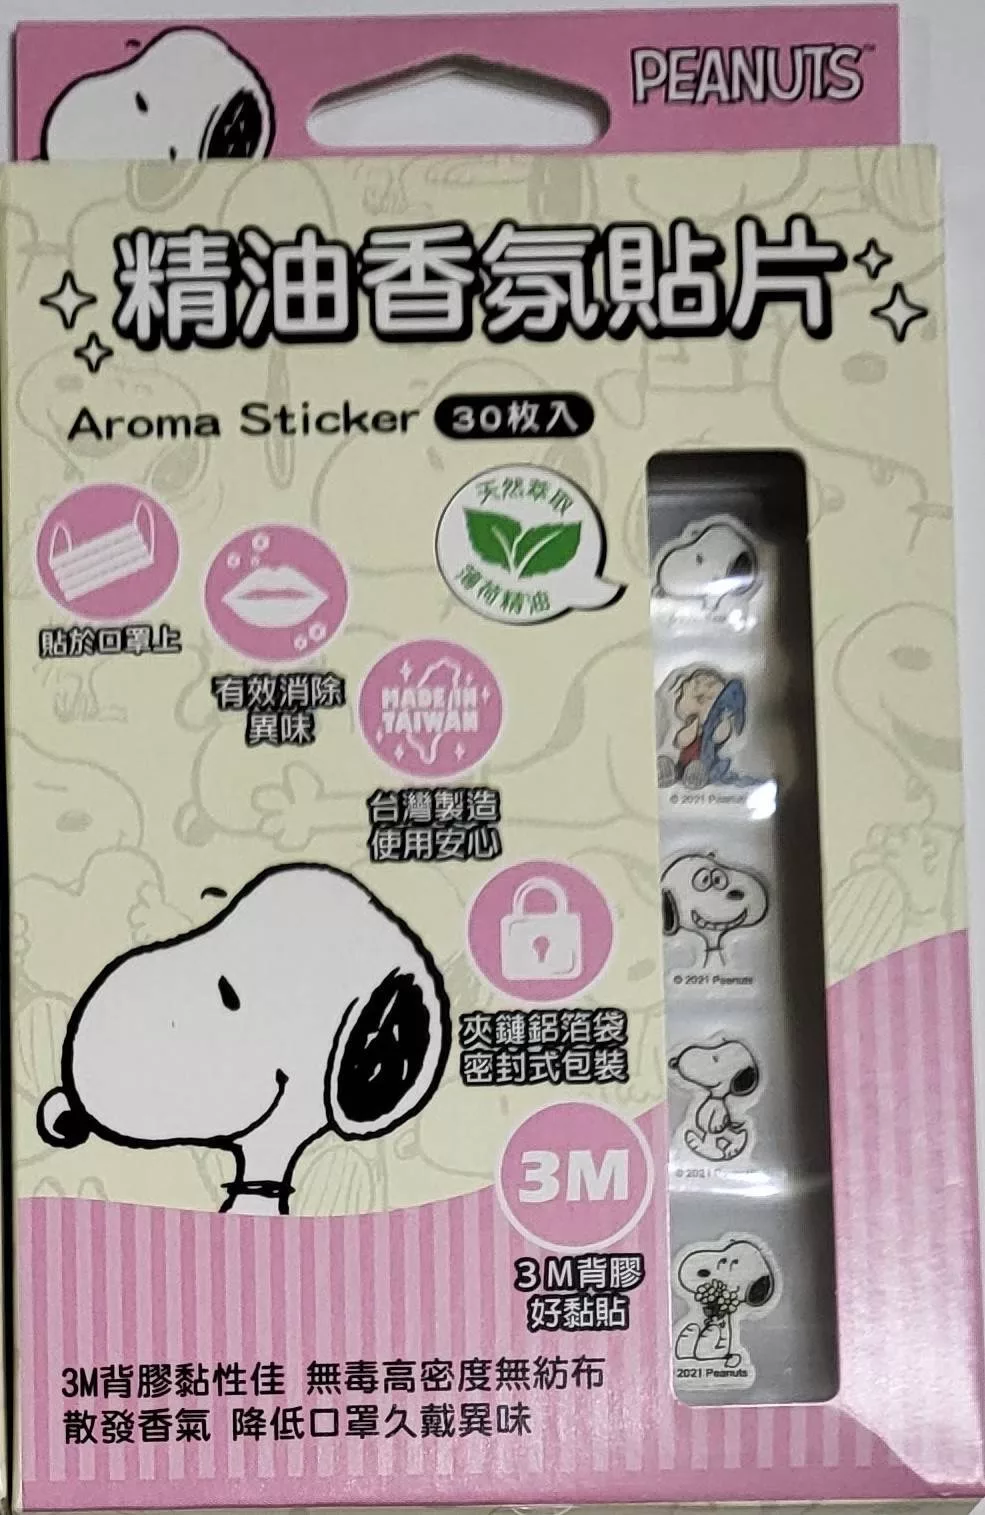 PEANUTS™
精油香氛貼片
Aroma Sticker 30枚入
天然萃取
薄荷精油
貼於口罩上
有效消除
異味
MADE IN
TAIWAN
台灣製造
使用安心
夾鏈鋁箔袋
密封式包裝
3M
3M背膠
好黏貼
3M背膠黏性佳 無毒高密度無紡布
散發香氣 降低口罩久戴異味
© 2021 Peanuts
© 2021 Peanuts
© 2021
2021 Peanuts